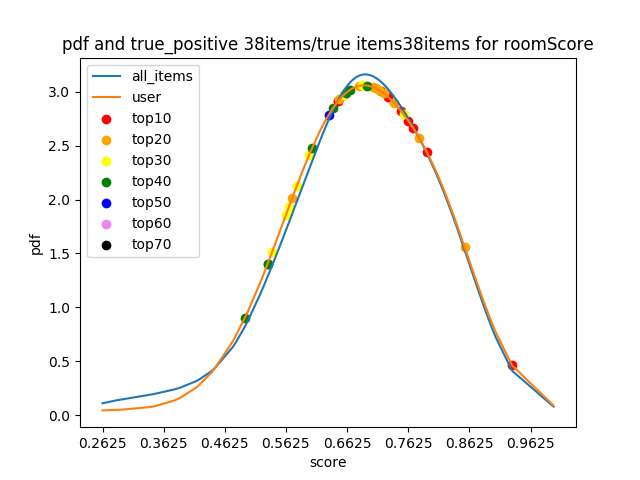 pdf and true_positive 38items/true items38items for roomScore
all_items
user
top10
top20
top30
top40
top50
top60
top70
pdf
3.0
2.5
2.0
1.5
1.0
0.5
0.0
0.2625 0.3625 0.4625 0.5625 0.6625 0.7625 0.8625 0.9625
score